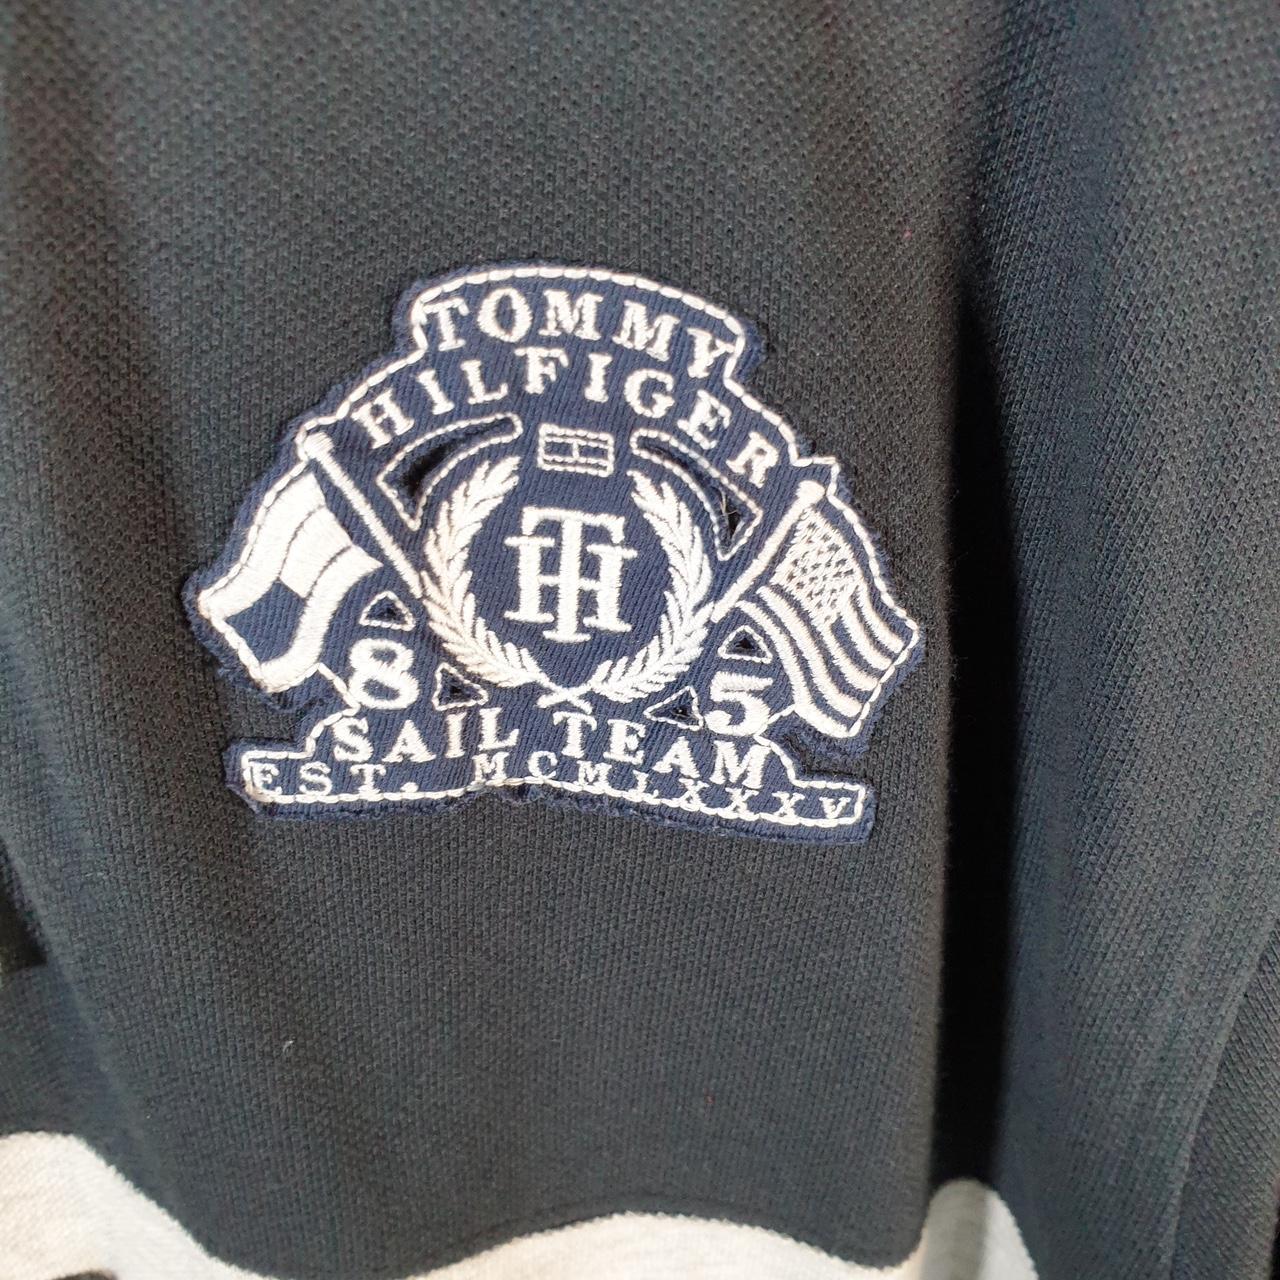 TOMMY
HILFIGER
TH
8 5
SAIL TEAM
EST. MCMLXXXV